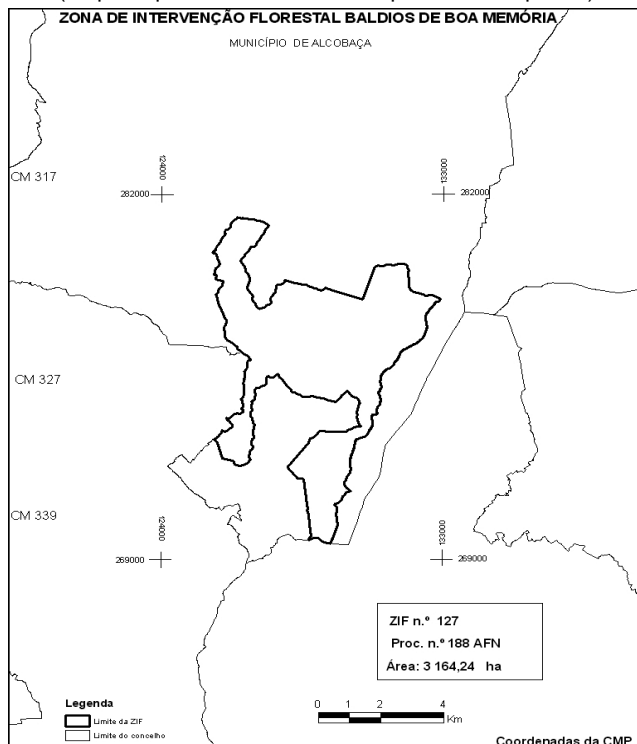 ZONA DE INTERVENÇÃO FLORESTAL BALDIOS DE BOA MEMÓRIA
MUNICÍPIO DE ALCOBAÇA
124000
133000
CM 317
282000
282000
CM 327
CM 339
124000
133000
269000
269000
ZIF n.º 127
Proc. n.º 188 AFN
Área: 3 164,24 ha
Legenda
Limite da ZIF
Limite do concelho
0 1 2 4
Km
Coordenadas da CMP